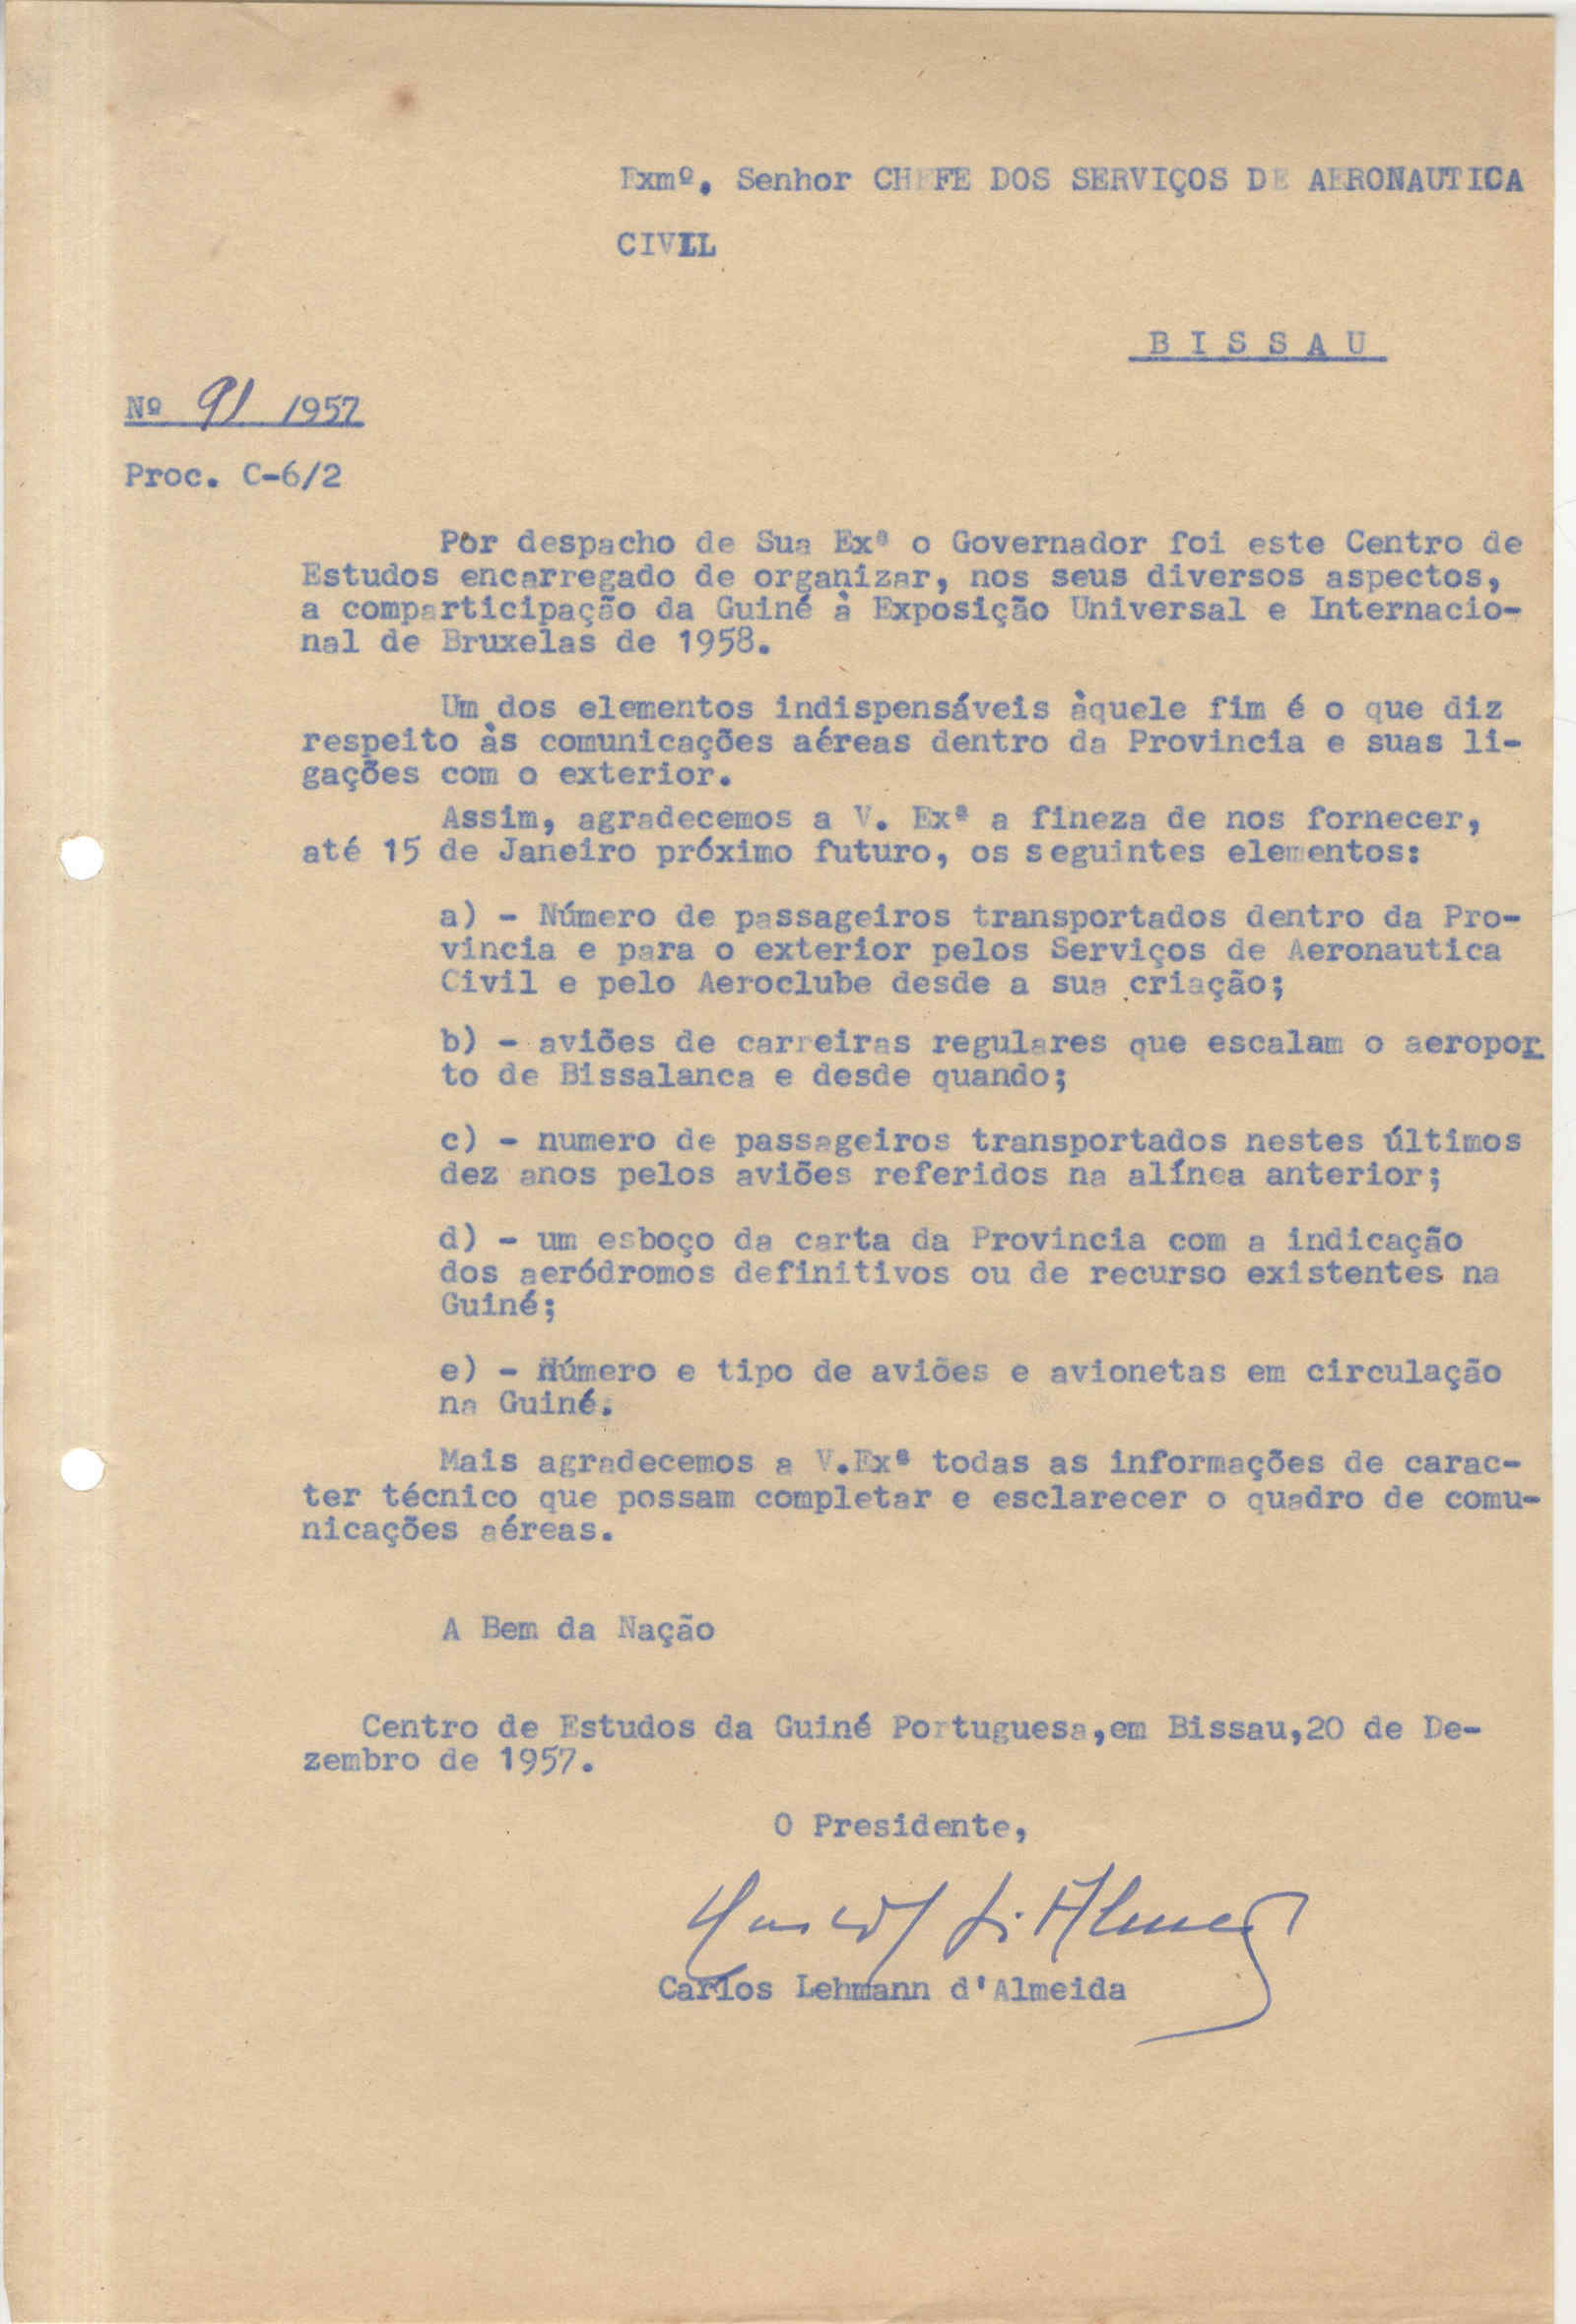 Exmº. Senhor CHEFE DOS SERVIÇOS DE AERONAUTICA
CIVIL
BISSAU
Nº 91 /1957
Proc. C-6/2
Por despacho de Sua Exª o Governador foi este Centro de
Estudos encarregado de organizar, nos seus diversos aspectos,
a comparticipação da Guiné à Exposição Universal e Internacio-
nal de Bruxelas de 1958.
Um dos elementos indispensáveis àquele fim é o que diz
respeito às comunicações aéreas dentro da Provincia e suas li-
gações com o exterior.
Assim, agradecemos a V. Exª a fineza de nos fornecer,
até 15 de Janeiro próximo futuro, os seguintes elementos:
a) - Número de passageiros transportados dentro da Pro-
vincia e para o exterior pelos Serviços de Aeronautica
Civil e pelo Aeroclube desde a sua criação;
b) - aviões de carreiras regulares que escalam o aeropor
to de Bissalanca e desde quando;
c) - numero de passageiros transportados nestes últimos
dez anos pelos aviões referidos na alínea anterior;
d) - um esboço da carta da Provincia com a indicação
dos aeródromos definitivos ou de recurso existentes na
Guiné;
e) - Número e tipo de aviões e avionetas em circulação
na Guiné.
Mais agradecemos a V.Exª todas as informações de carac-
ter técnico que possam completar e esclarecer o quadro de comu-
nicações aéreas.
A Bem da Nação
Centro de Estudos da Guiné Portuguesa,em Bissau,20 de De-
zembro de 1957.
O Presidente,
Carlos Lehmann d'Almeida